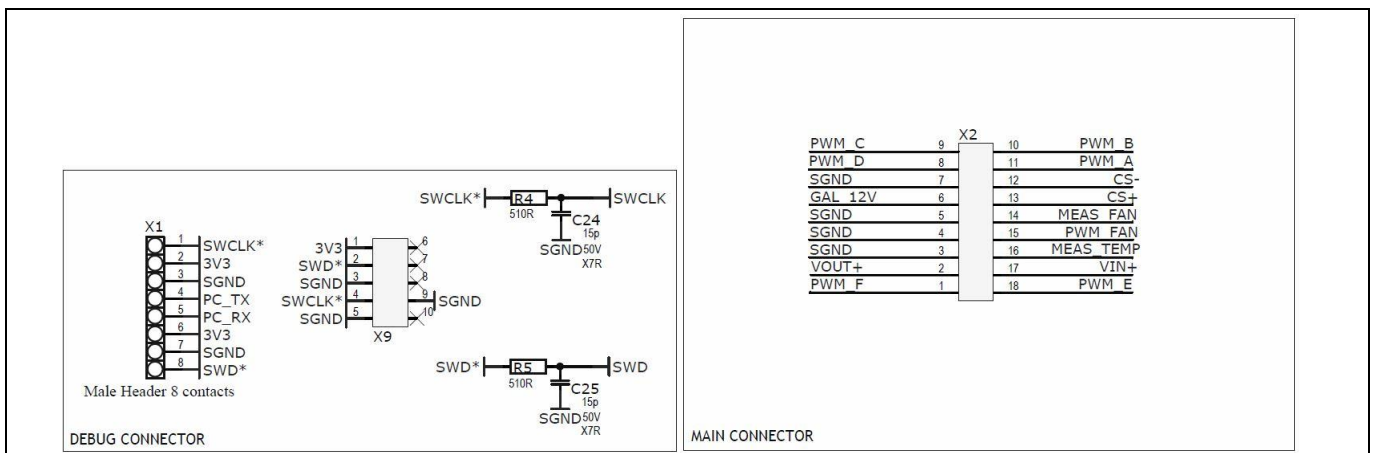 X1
1 SWCLK*
2 3V3
3 SGND
4 PC_TX
5 PC_RX
6 3V3
7 SGND
8 SWD*
Male Header 8 contacts
3V3 1 6
SWD* 2 7
SGND 3 8
SWCLK* 4 9 SGND
SGND 5 10
X9
SWCLK* R4 SWCLK
510R
C24
15p
SGND 50V
X7R
SWD* R5 SWD
510R
C25
15p
SGND 50V
X7R
DEBUG CONNECTOR
X2
PWM_C 9 10 PWM_B
PWM_D 8 11 PWM_A
SGND 7 12 CS-
GAL_12V 6 13 CS+
SGND 5 14 MEAS_FAN
SGND 4 15 PWM_FAN
SGND 3 16 MEAS_TEMP
VOUT+ 2 17 VIN+
PWM_F 1 18 PWM_E
MAIN CONNECTOR